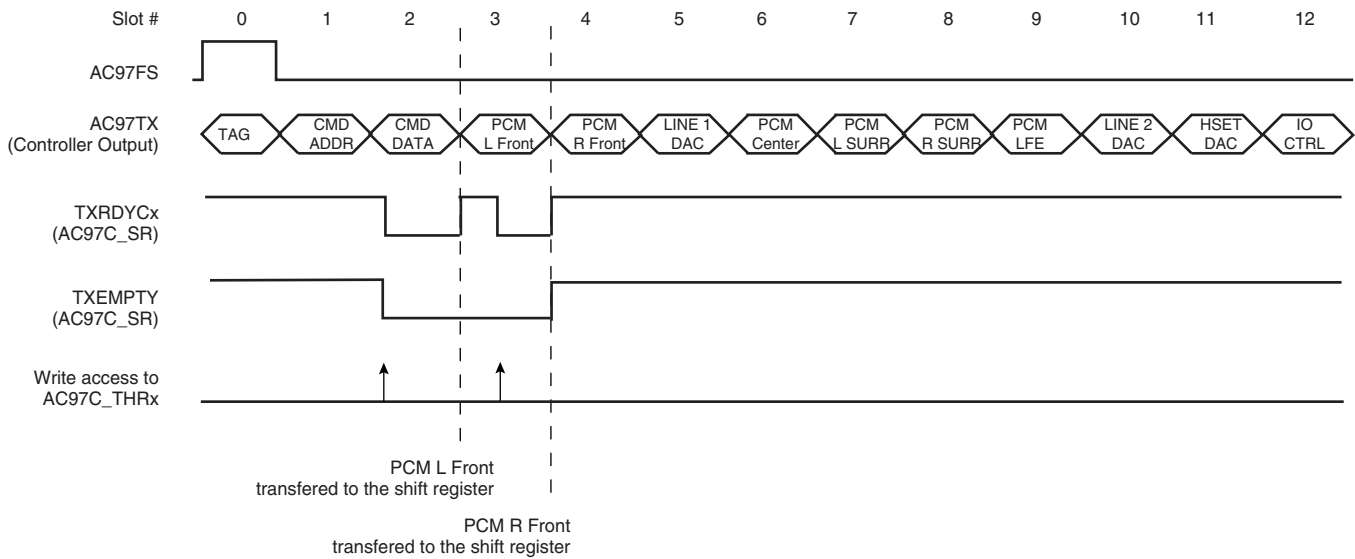 Slot # 0 1 2 3 4 5 6 7 8 9 10 11 12
AC97FS
AC97TX
(Controller Output)
TAG
CMD
ADDR
CMD
DATA
PCM
L Front
PCM
R Front
LINE 1
DAC
PCM
Center
PCM
L SURR
PCM
R SURR
PCM
LFE
LINE 2
DAC
HSET
DAC
IO
CTRL
TXRDYCx
(AC97C_SR)
TXEMPTY
(AC97C_SR)
Write access to
AC97C_THRx
PCM L Front
transfered to the shift register
PCM R Front
transfered to the shift register